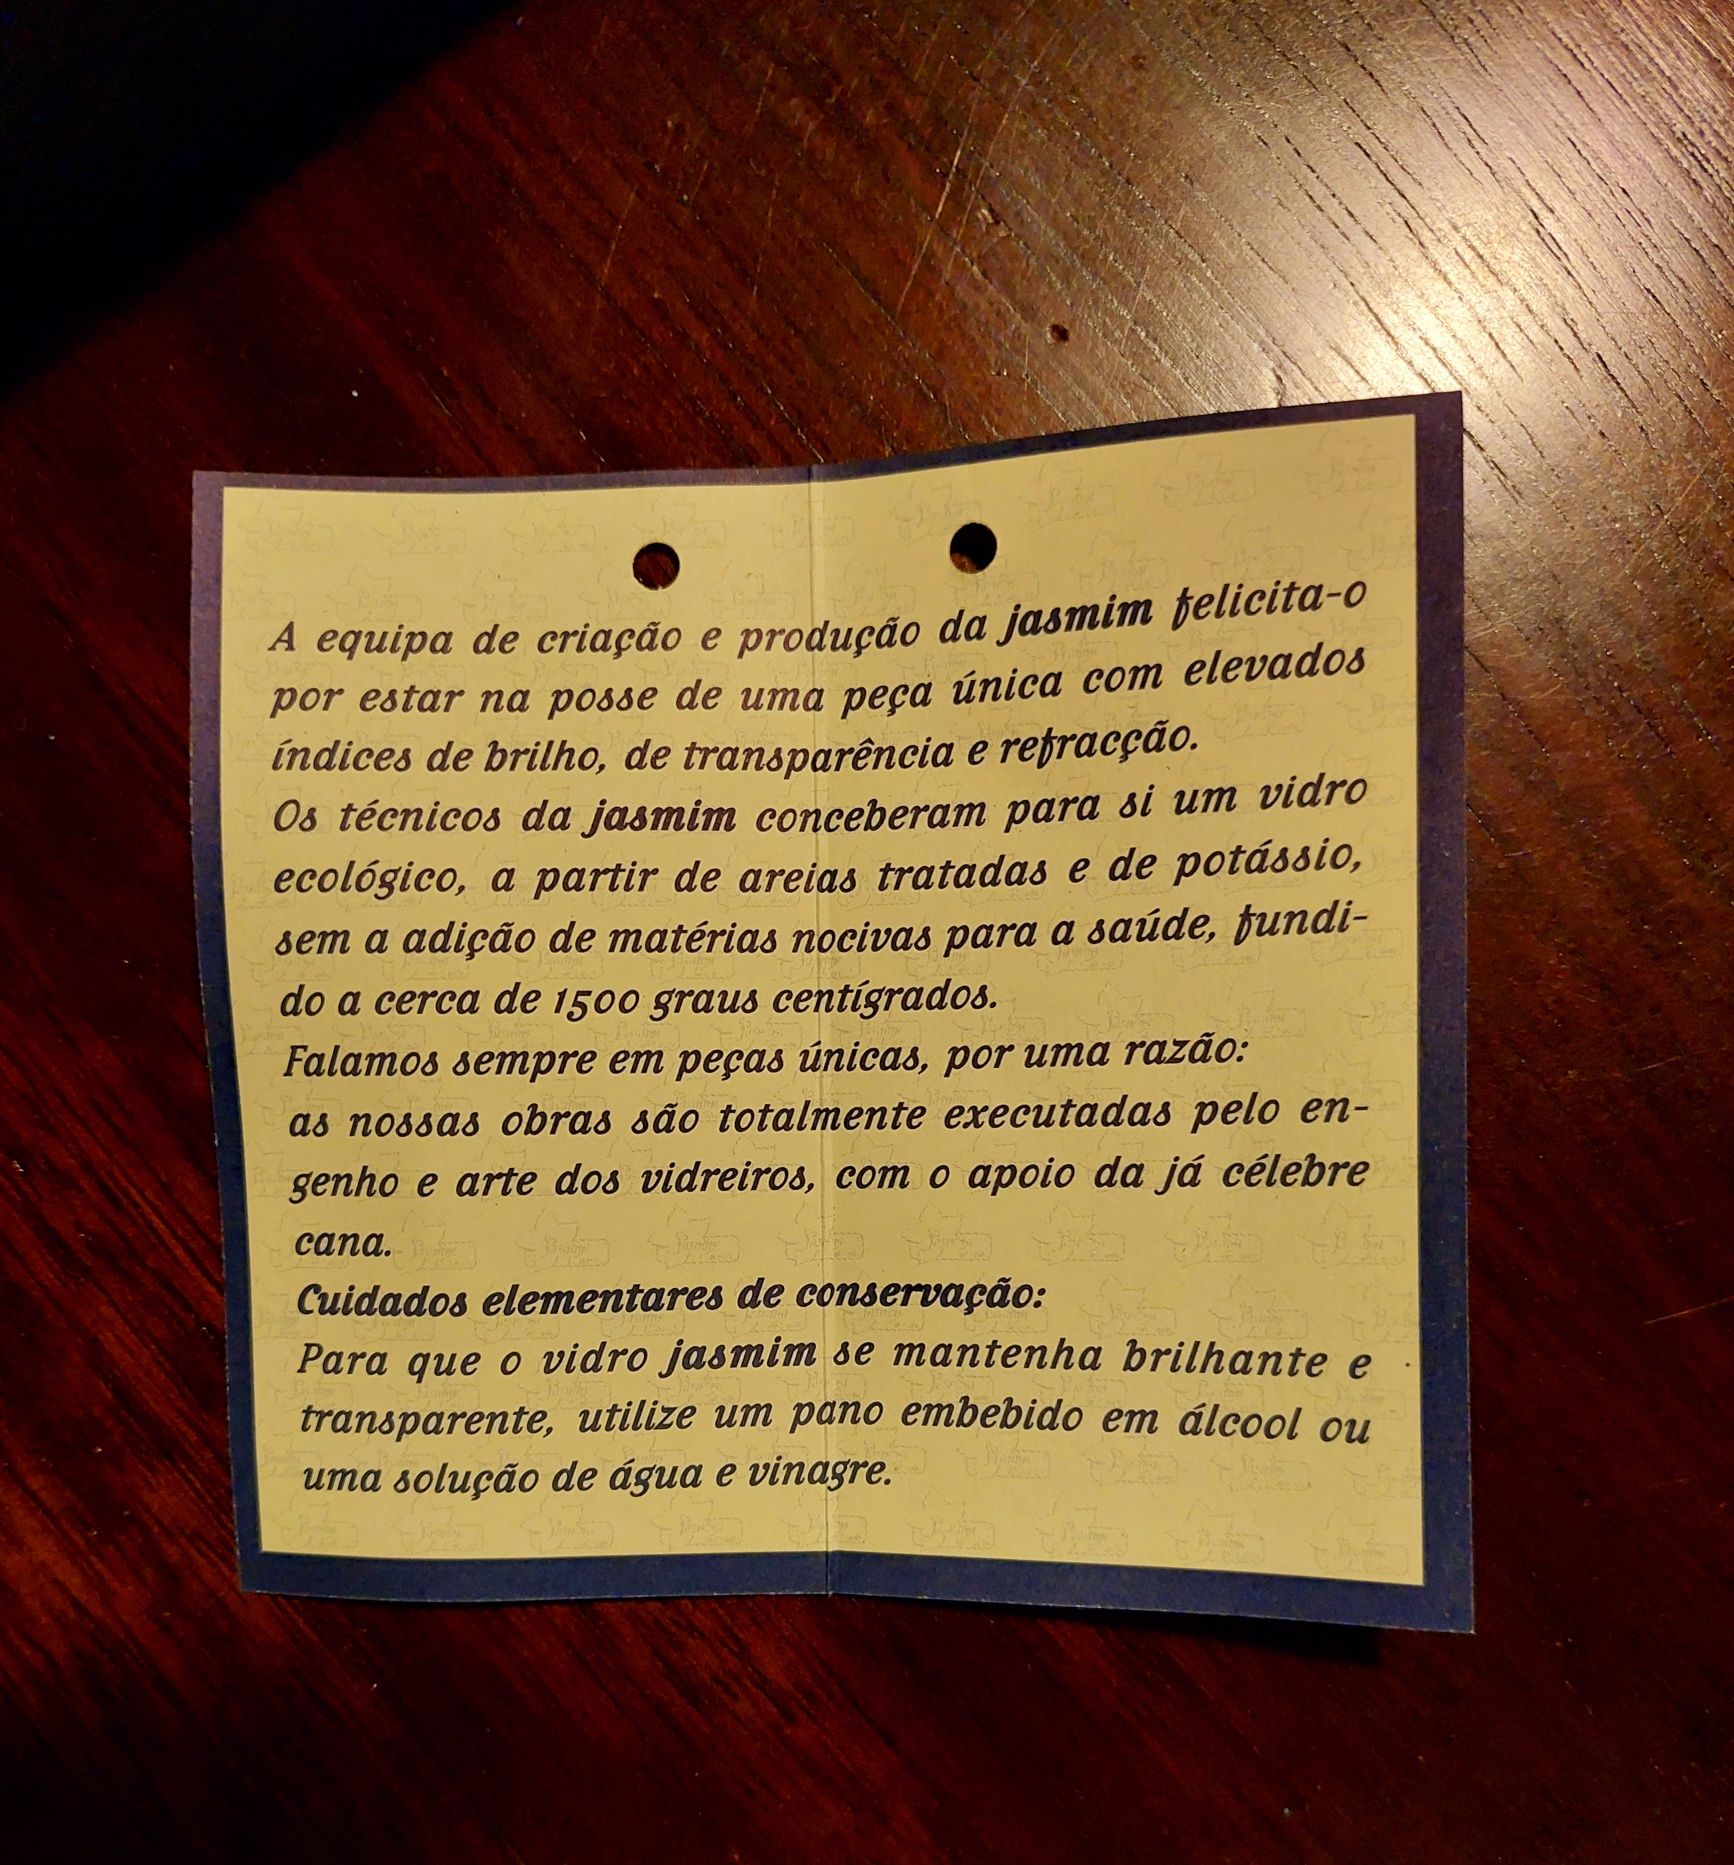 A equipa de criação e produção da jasmim felicita-o
por estar na posse de uma peça única com elevados
índices de brilho, de transparência e refracção.
Os técnicos da jasmim conceberam para si um vidro
ecológico, a partir de areias tratadas e de potássio,
sem a adição de matérias nocivas para a saúde, fundi-
do a cerca de 1500 graus centígrados.
Falamos sempre em peças únicas, por uma razão:
as nossas obras são totalmente executadas pelo en-
genho e arte dos vidreiros, com o apoio da já célebre
cana.
Cuidados elementares de conservação:
Para que o vidro jasmim se mantenha brilhante e
transparente, utilize um pano embebido em álcool ou
uma solução de água e vinagre.